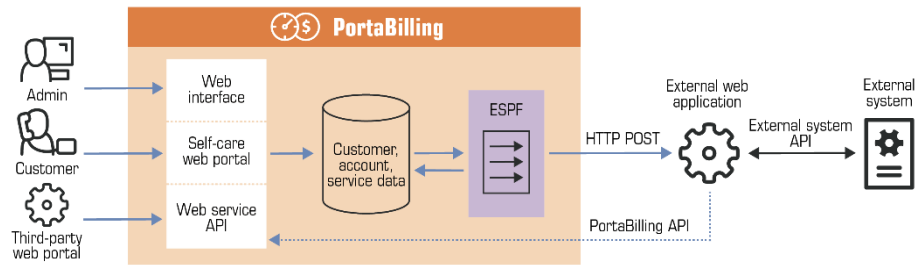 PortaBilling
Admin
Customer
Third-party
web portal
Web
interface
Self-care
web portal
Web service
API
Customer,
account,
service data
ESPF
HTTP POST
External web
application
External system
API
External
system
PortaBilling API